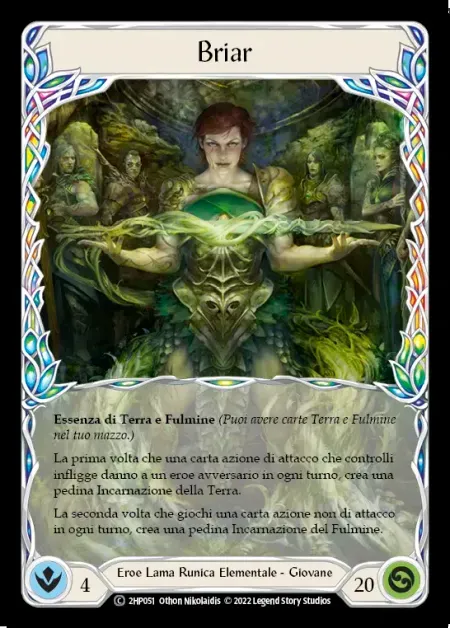 Briar
Essenza di Terra e Fulmine (Puoi avere carte Terra e Fulmine
nel tuo mazzo.)
La prima volta che una carta azione di attacco che controlli
infligge danno a un eroe avversario in ogni turno, crea una
pedina Incarnazione della Terra.
La seconda volta che giochi una carta azione non di attacco
in ogni turno, crea una pedina Incarnazione del Fulmine.
4
Eroe Lama Runica Elementale - Giovane
20
C 2HP051 Othon Nikolaidis © 2022 Legend Story Studios